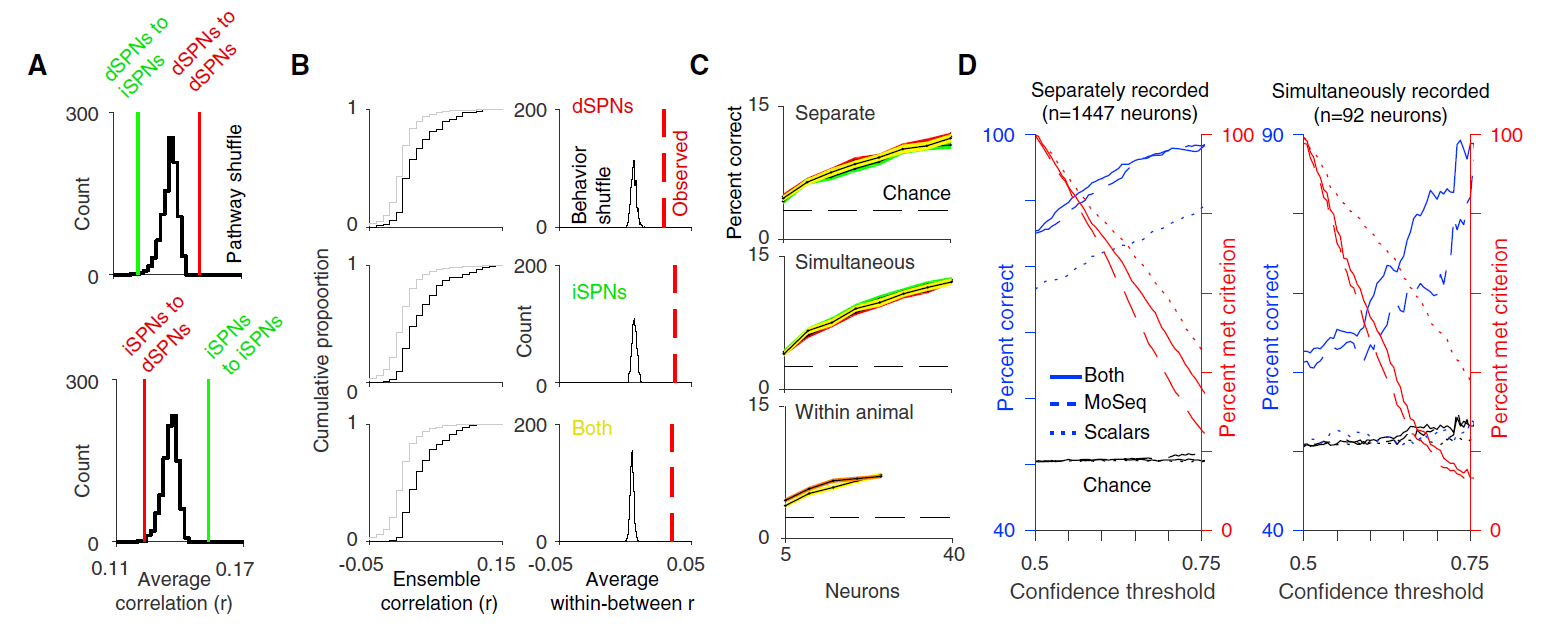 A
dSPNs to
iSPNs
dSPNs to
dSPNs
300
Count
0
Pathway shuffle
iSPNs to
dSPNs
iSPNs
to iSPNs
300
Count
0
0.11
0.17
Average
correlation (r)
B
1
0
1
0
1
0
Cumulative proportion
-0.05
0.15
Ensemble
correlation (r)
200
dSPNs
Behavior
shuffle
Observed
0
200
iSPNs
Count
0
200
Both
0
-0.05
0.05
Average
within-between r
C
15
Separate
Percent correct
Chance
0
15
Simultaneous
0
15
Within animal
0
5
40
Neurons
D
Separately recorded
(n=1447 neurons)
100
100
Percent correct
Percent met criterion
Both
MoSeq
Scalars
Chance
40
0
0.5
0.75
Confidence threshold
Simultaneously recorded
(n=92 neurons)
90
100
Percent correct
Percent met criterion
40
0
0.5
0.75
Confidence threshold